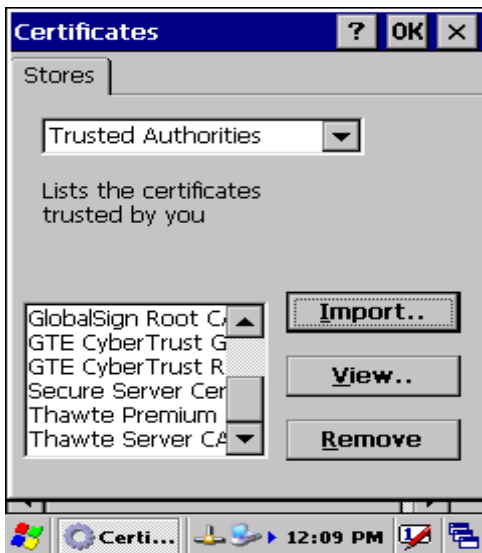 Certificates ? OK ×
Stores
Trusted Authorities
Lists the certificates
trusted by you
GlobalSign Root CA
GTE CyberTrust G
GTE CyberTrust R
Secure Server Cer
Thawte Premium
Thawte Server CA
Import..
View..
Remove
Certi... 12:09 PM